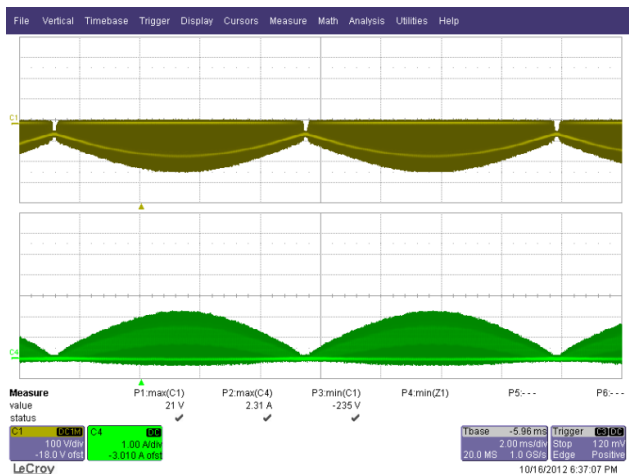 File Vertical Timebase Trigger Display Cursors Measure Math Analysis Utilities Help
C1
C4
Measure P1:max(C1) P2:max(C4) P3:min(C1) P4:min(Z1) P5:--- P6:---
value 21 V 2.31 A -235 V
status
C1 DC1M C4 DC Tbase -5.96 ms Trigger C3 DC
100 V/div 1.00 A/div 2.00 ms/div Stop 120 mV
-18.0 V ofst -3.010 A ofst 20.0 MS 1.0 GS/s Edge Positive
LeCroy 10/16/2012 6:37:07 PM